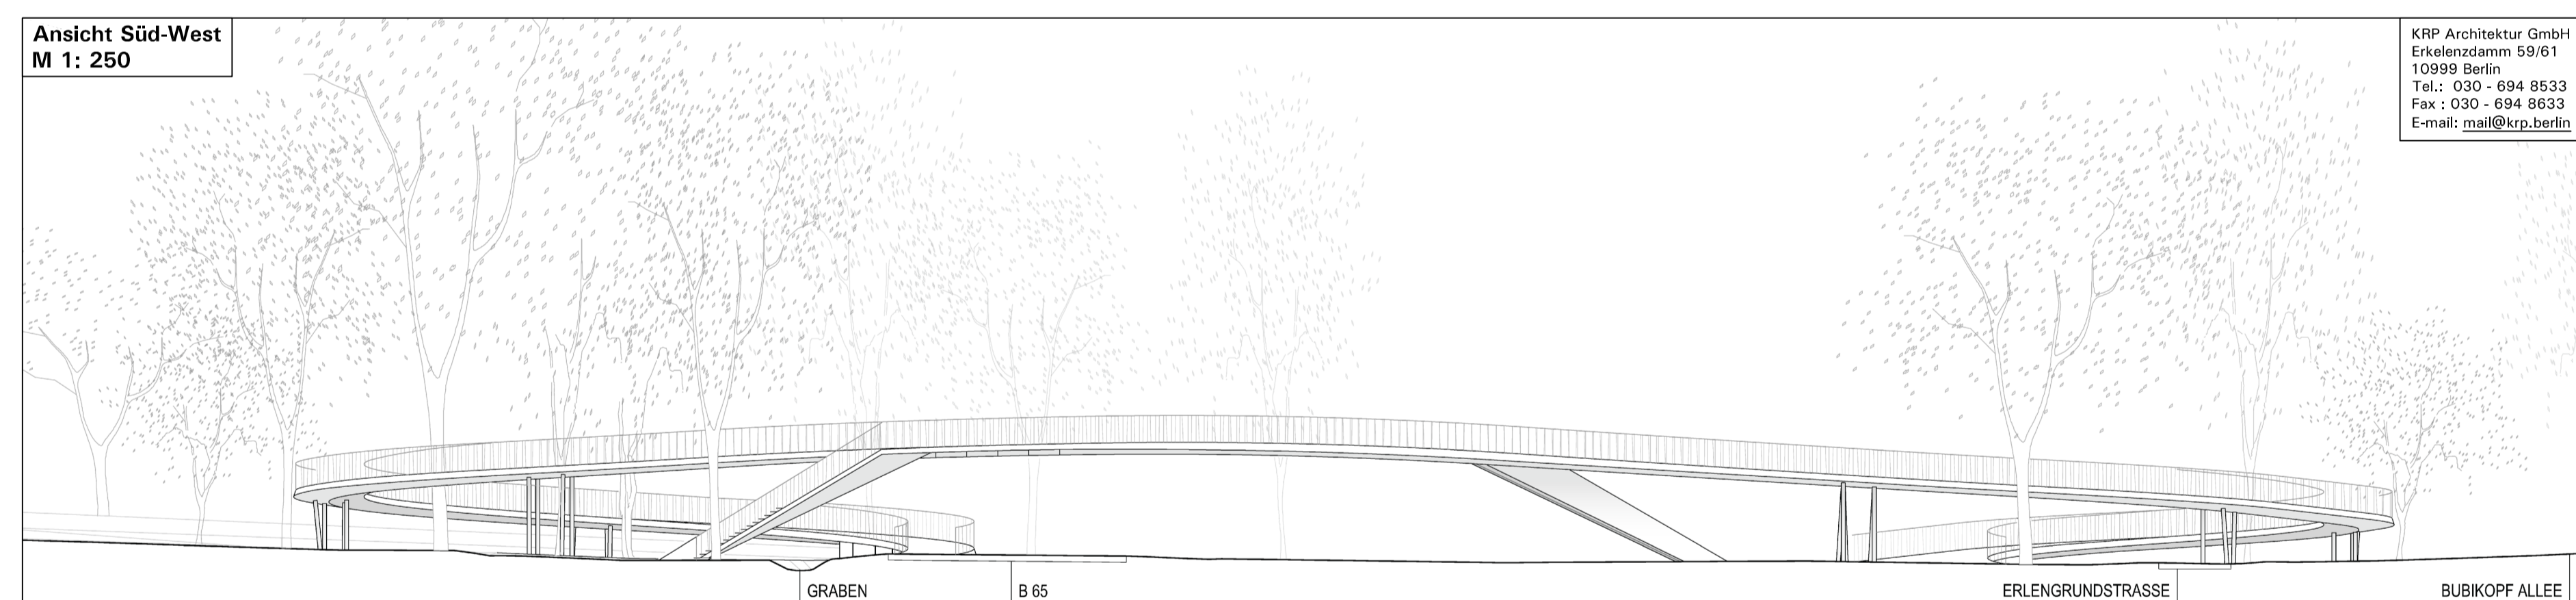 Ansicht Süd-West
M 1: 250
KRP Architektur GmbH
Erkelenzdamm 59/61
10999 Berlin
Tel.: 030 - 694 8533
Fax : 030 - 694 8633
E-mail: mail@krp.berlin
GRABEN
B 65
ERLENGRUNDSTRASSE
BUBIKOPF ALLEE